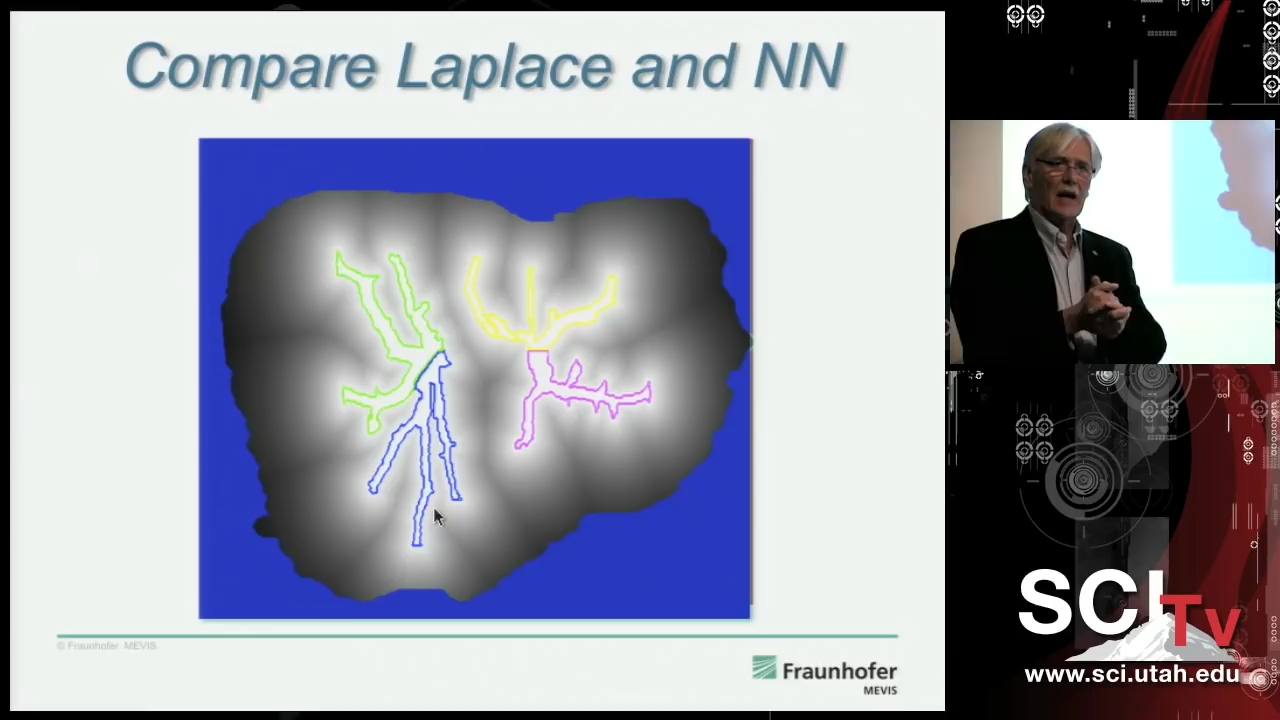 Compare Laplace and NN
© Fraunhofer MEVIS
Fraunhofer
MEVIS
SCI
Tv
www.sci.utah.edu